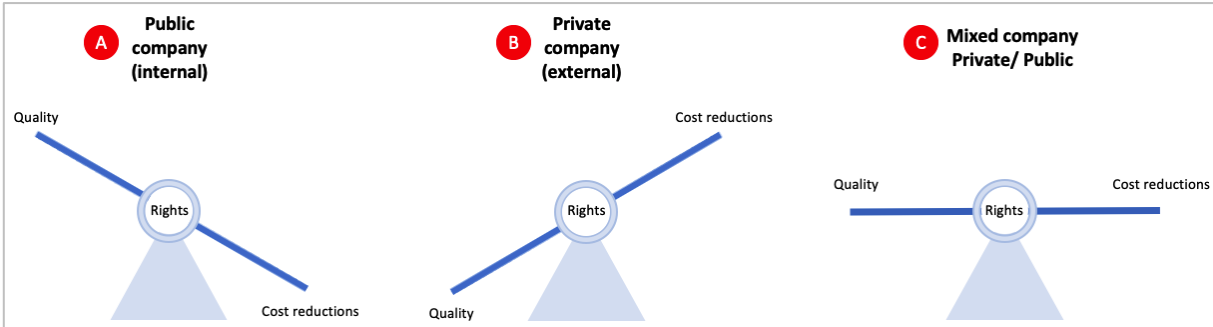 A
Public
company
(internal)
Quality
Rights
Cost reductions
B
Private
company
(external)
Cost reductions
Rights
Quality
C
Mixed company
Private/ Public
Quality
Rights
Cost reductions